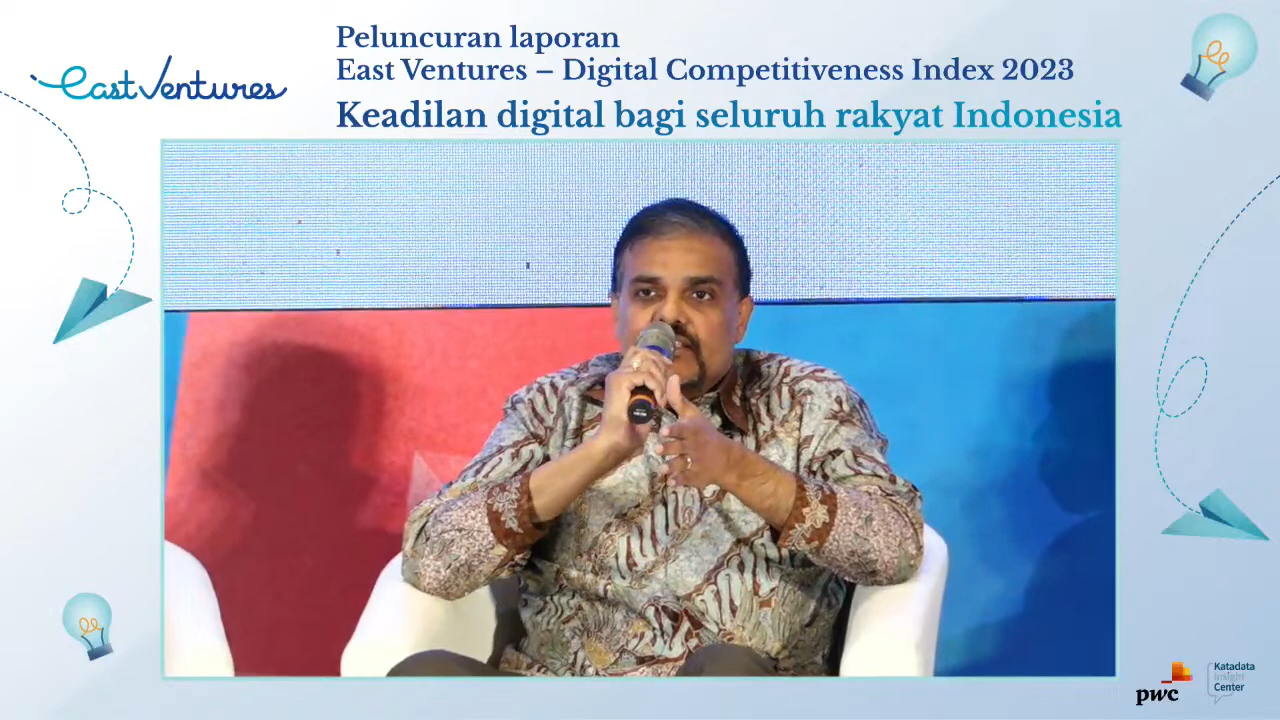 East Ventures
Peluncuran laporan
East Ventures – Digital Competitiveness Index 2023
Keadilan digital bagi seluruh rakyat Indonesia
pwc
Katadata
Insight
Center